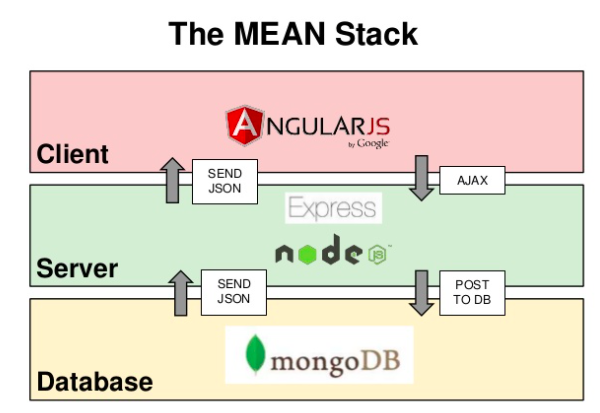 The MEAN Stack
ANGULARJS
by Google
Client
SEND
JSON
AJAX
Express
node
JS
™
Server
SEND
JSON
POST
TO DB
mongoDB
Database